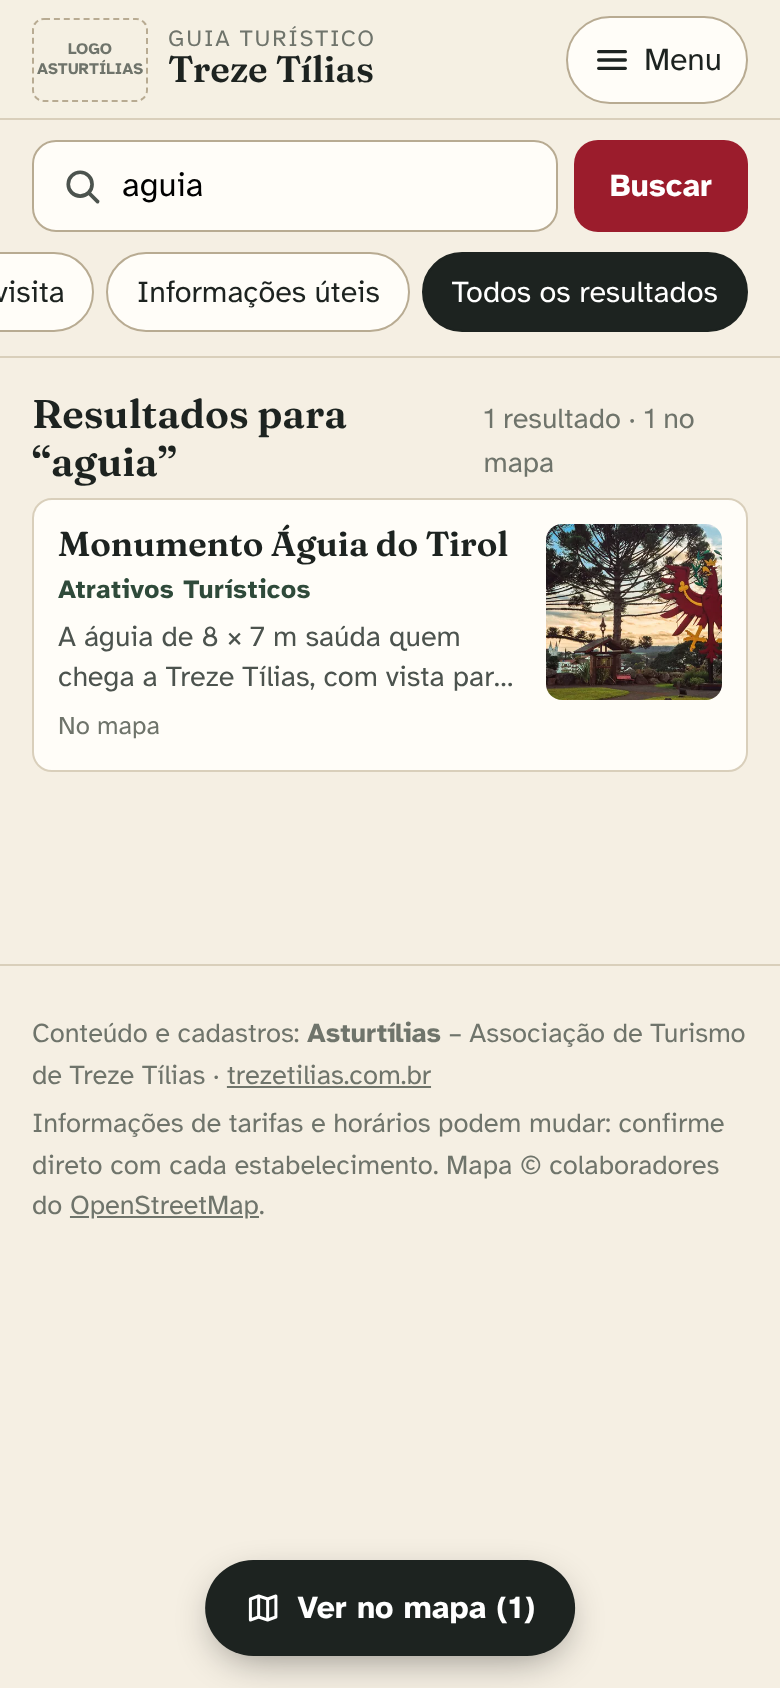 LOGO
ASTURTÍLIAS
GUIA TURÍSTICO
Treze Tílias
Menu
aguia
Buscar
visita
Informações úteis
Todos os resultados
Resultados para
“aguia”
1 resultado · 1 no
mapa
Monumento Águia do Tirol
Atrativos Turísticos
A águia de 8 × 7 m saúda quem
chega a Treze Tílias, com vista par...
No mapa
Conteúdo e cadastros: Asturtílias – Associação de Turismo
de Treze Tílias · trezetilias.com.br
Informações de tarifas e horários podem mudar: confirme
direto com cada estabelecimento. Mapa © colaboradores
do OpenStreetMap.
Ver no mapa (1)